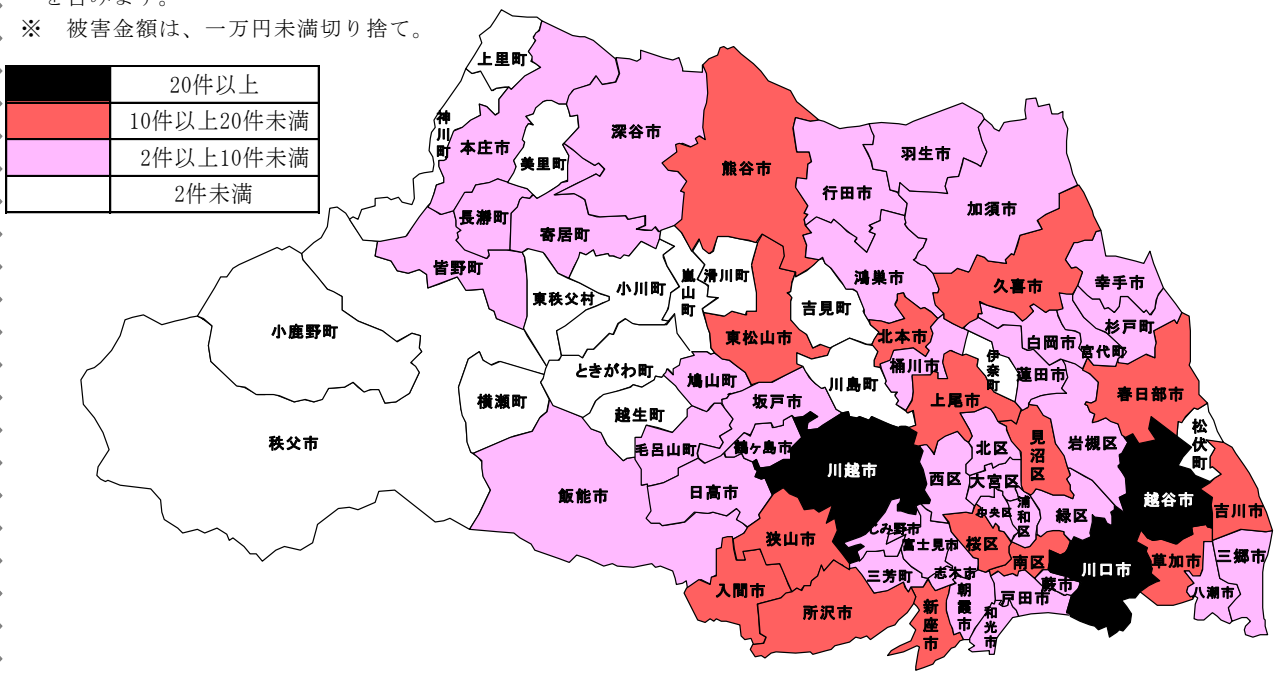 を含みます。
※　被害金額は、一万円未満切り捨て。
20件以上
10件以上20件未満
2件以上10件未満
2件未満
上里町
神川町
本庄市
美里町
深谷市
熊谷市
行田市
羽生市
加須市
長瀞町
寄居町
皆野町
東秩父村
小川町
嵐山町
滑川町
吉見町
鴻巣市
久喜市
幸手市
杉戸町
宮代町
白岡市
小鹿野町
東松山市
北本市
桶川市
伊奈町
蓮田市
春日部市
ときがわ町
鳩山町
川島町
上尾市
横瀬町
越生町
坂戸市
秩父市
毛呂山町
鶴ヶ島市
川越市
西区
北区
大宮区
見沼区
岩槻区
松伏町
飯能市
日高市
中央区
浦和区
緑区
越谷市
吉川市
狭山市
じみ野市
富士見市
桜区
南区
川口市
草加市
三郷市
入間市
三芳町
志木市
朝霞市
戸田市
蕨市
八潮市
所沢市
新座市
和光市